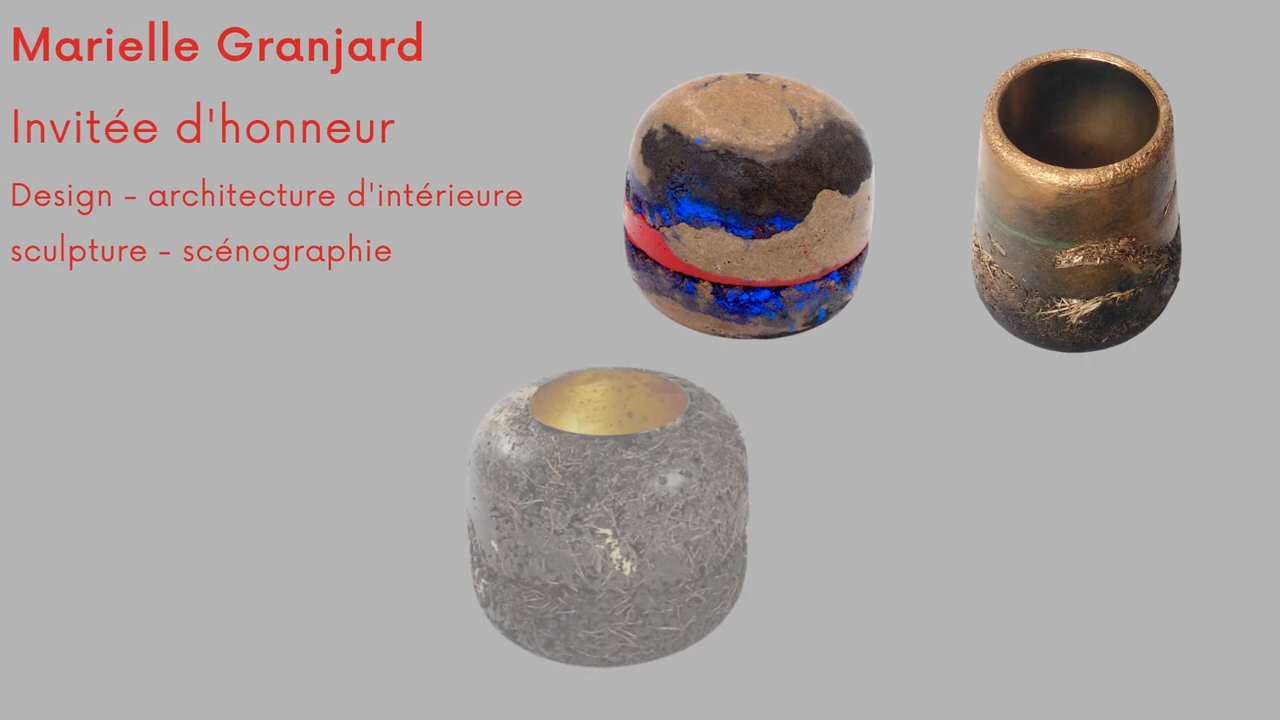 Marielle Granjard
Invitée d'honneur
Design - architecture d'intérieure
sculpture - scénographie